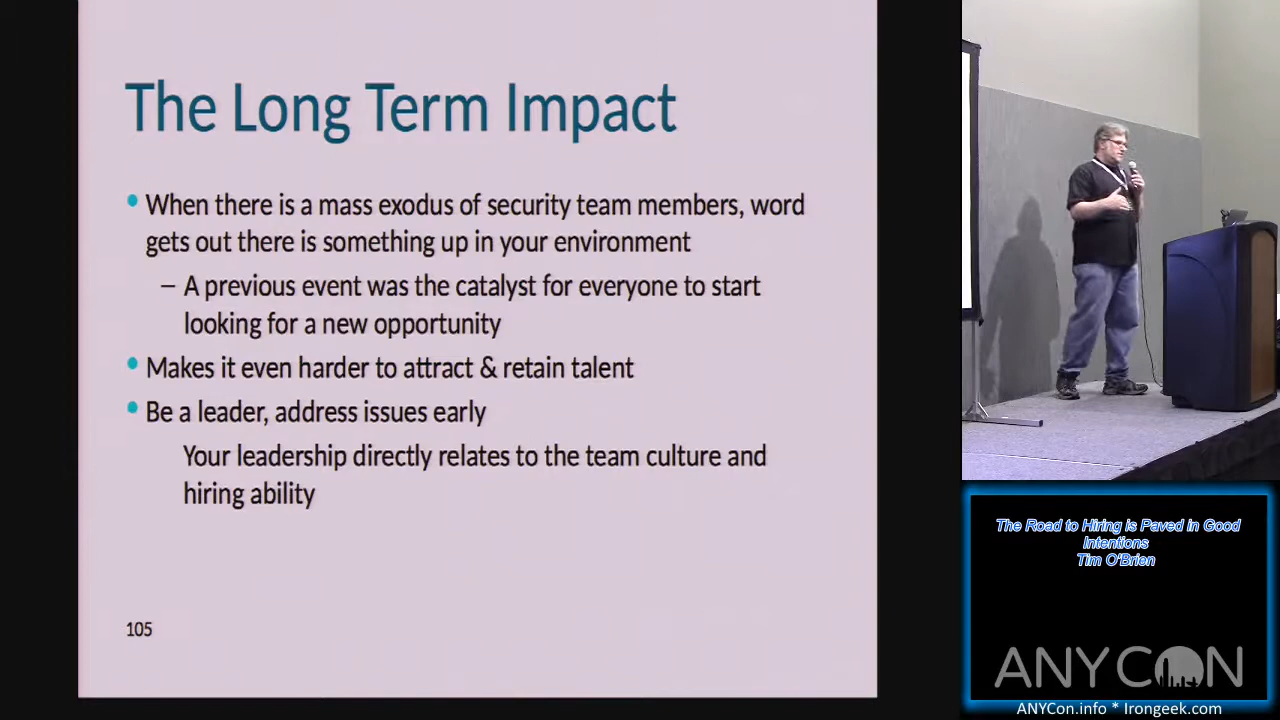 The Long Term Impact
• When there is a mass exodus of security team members, word
gets out there is something up in your environment
– A previous event was the catalyst for everyone to start
looking for a new opportunity
• Makes it even harder to attract & retain talent
• Be a leader, address issues early
Your leadership directly relates to the team culture and
hiring ability
105
The Road to Hiring is Paved in Good
Intentions
Tim O'Brien
ANYCON
ANYCon.info * Irongeek.com